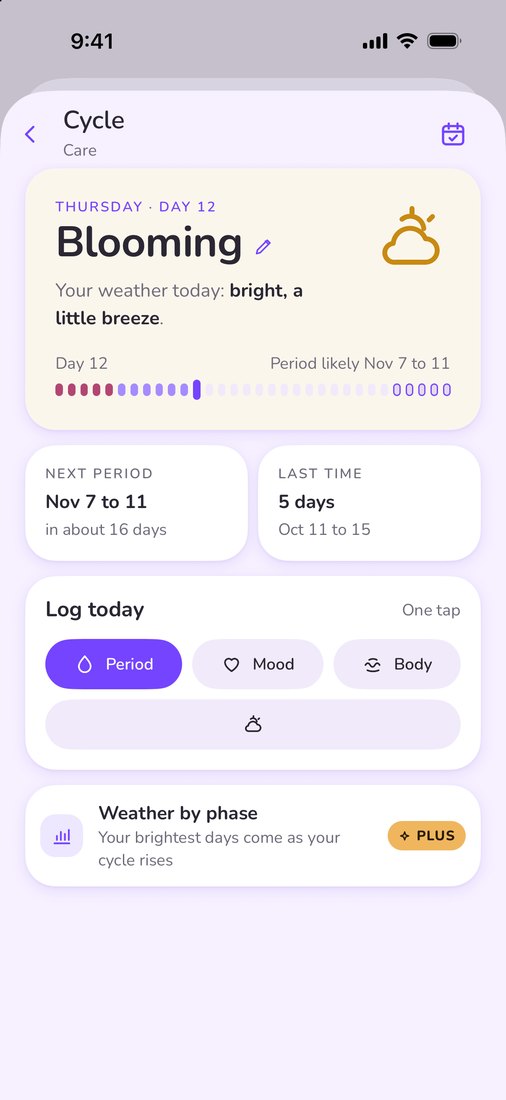 9:41
Cycle
Care
THURSDAY · DAY 12
Blooming
Your weather today: bright, a
little breeze.
Day 12
Period likely Nov 7 to 11
NEXT PERIOD
Nov 7 to 11
in about 16 days
LAST TIME
5 days
Oct 11 to 15
Log today
One tap
Period
Mood
Body
Weather by phase
Your brightest days come as your
cycle rises
PLUS